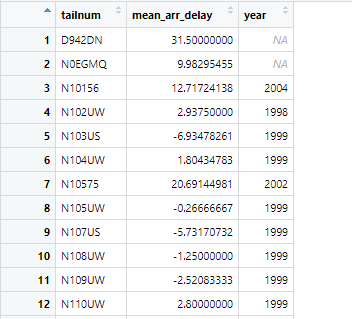 tailnum mean_arr_delay year
1 D942DN 31.50000000 NA
2 N0EGMQ 9.98295455 NA
3 N10156 12.71724138 2004
4 N102UW 2.93750000 1998
5 N103US -6.93478261 1999
6 N104UW 1.80434783 1999
7 N10575 20.69144981 2002
8 N105UW -0.26666667 1999
9 N107US -5.73170732 1999
10 N108UW -1.25000000 1999
11 N109UW -2.52083333 1999
12 N110UW 2.80000000 1999